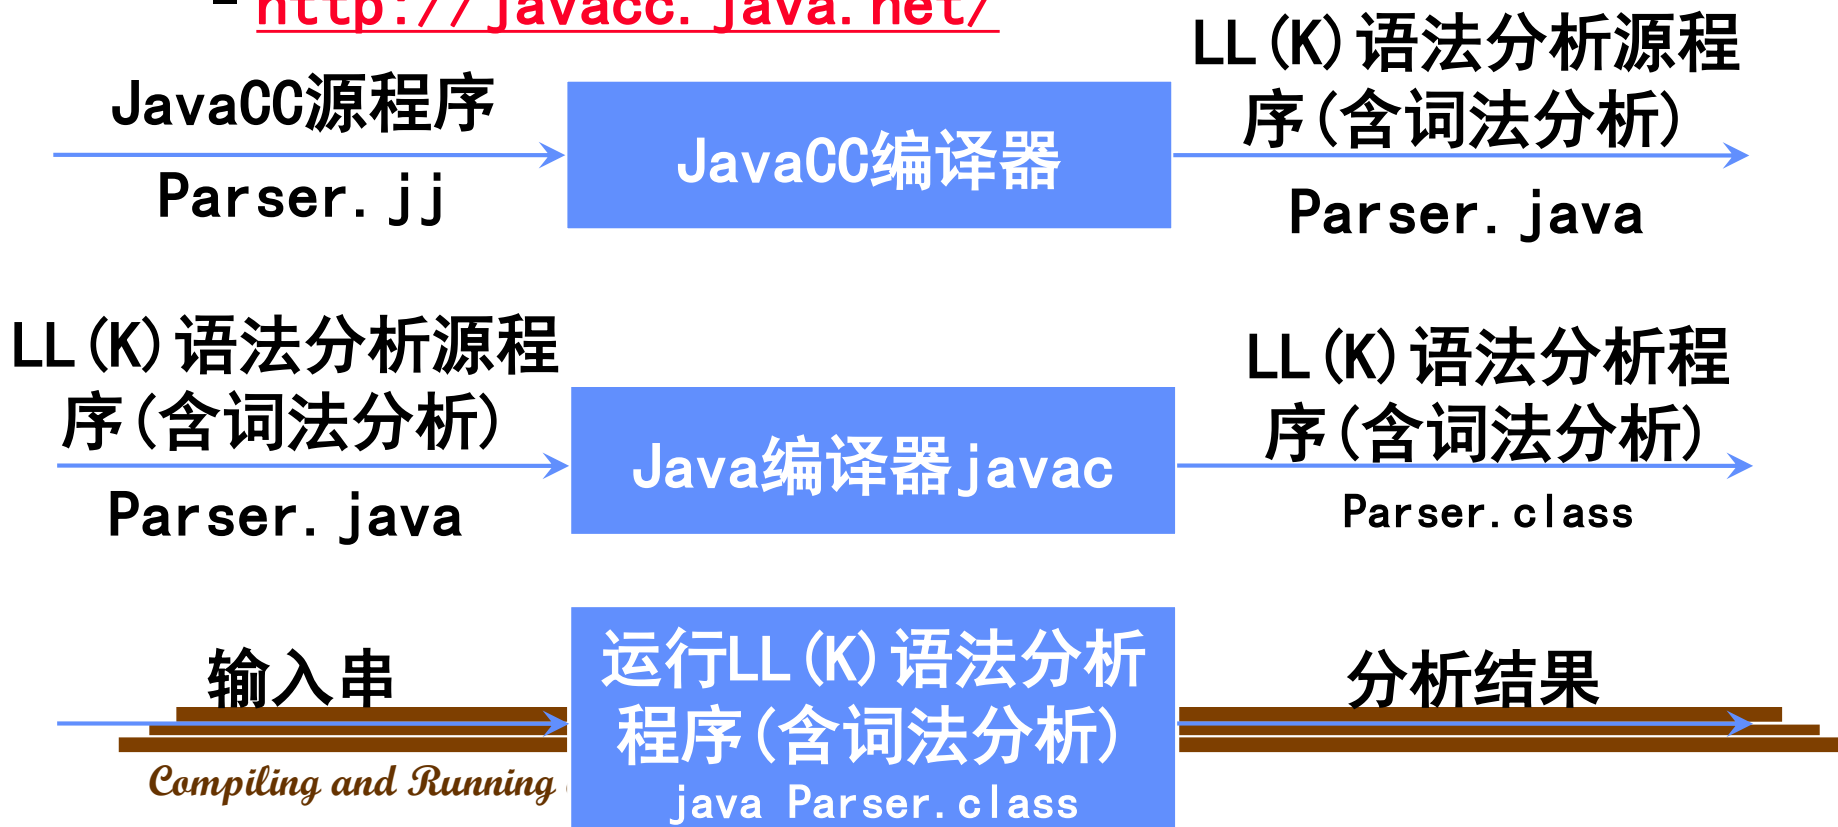 - http://javacc.java.net/
JavaCC源程序
Parser.jj
JavaCC编译器
LL(K)语法分析源程
序(含词法分析)
Parser.java
LL(K)语法分析源程
序(含词法分析)
Parser.java
Java编译器javac
LL(K)语法分析程
序(含词法分析)
Parser.class
输入串
运行LL(K)语法分析
程序(含词法分析)
java Parser.class
分析结果
Compiling and Running